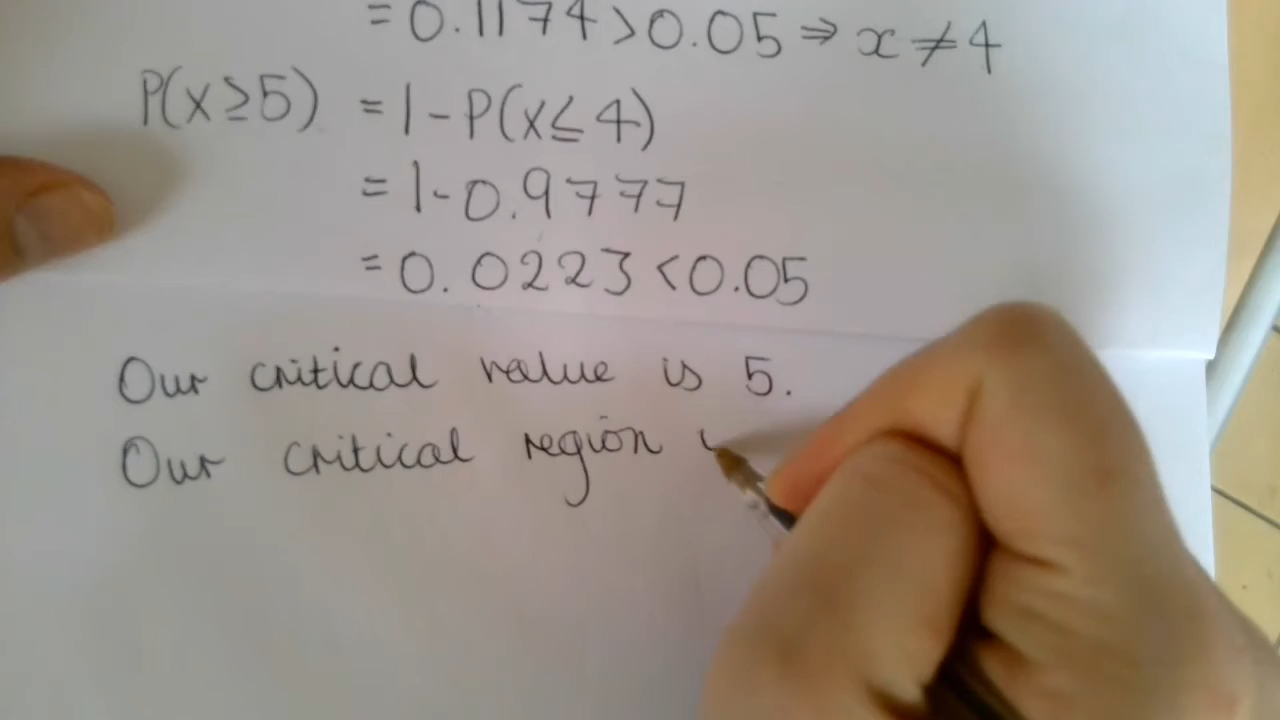 = 0.1174 > 0.05 ⇒ x ≠ 4
P(X ≥ 5) = 1 - P(X ≤ 4)
= 1 - 0.9777
= 0.0223 < 0.05
Our critical value is 5.
Our critical region